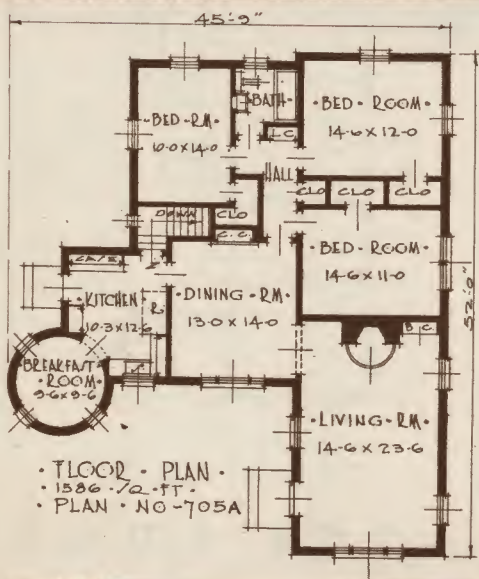 45'-9"
BED-RM.
10-0X14-0
BATH
L.C.
BED-ROOM.
14-6X12-0
HALL
CLO
CLO
CLO
DOWN
CLO
C.C.
BED-ROOM.
14-6X11-0
52'-0"
KITCHEN
10-3X12-6
R.
DINING-RM.
13-0X14-0
B.C.
BREAKFAST
ROOM
9-6X9-6
LIVING-RM.
14-6X23-6
·FLOOR·PLAN·
·1586·SQ·FT·
·PLAN·NO-705A